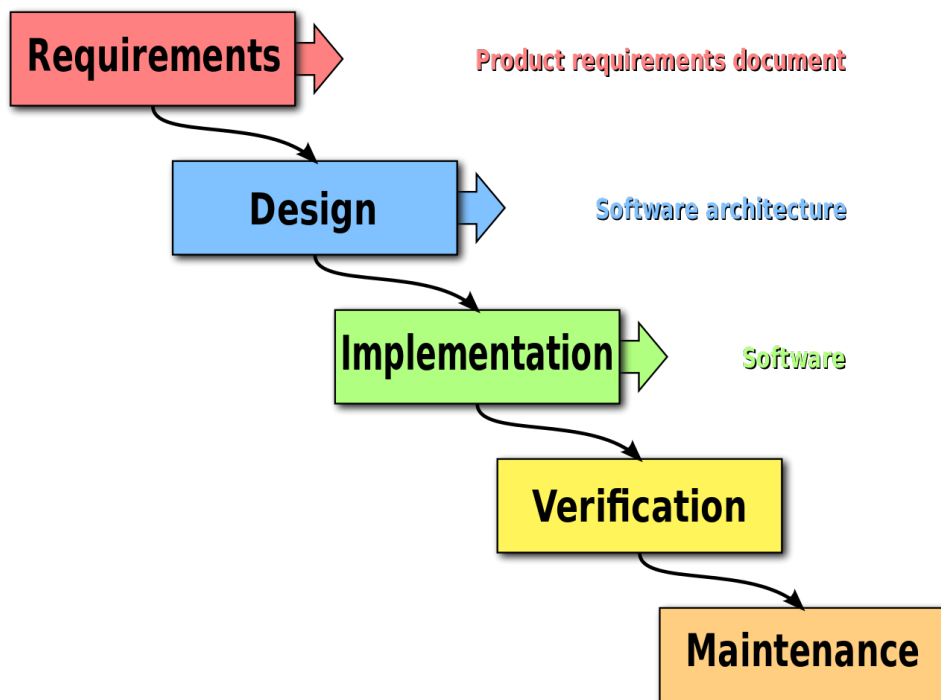 Requirements
Product requirements document
Design
Software architecture
Implementation
Software
Verification
Maintenance